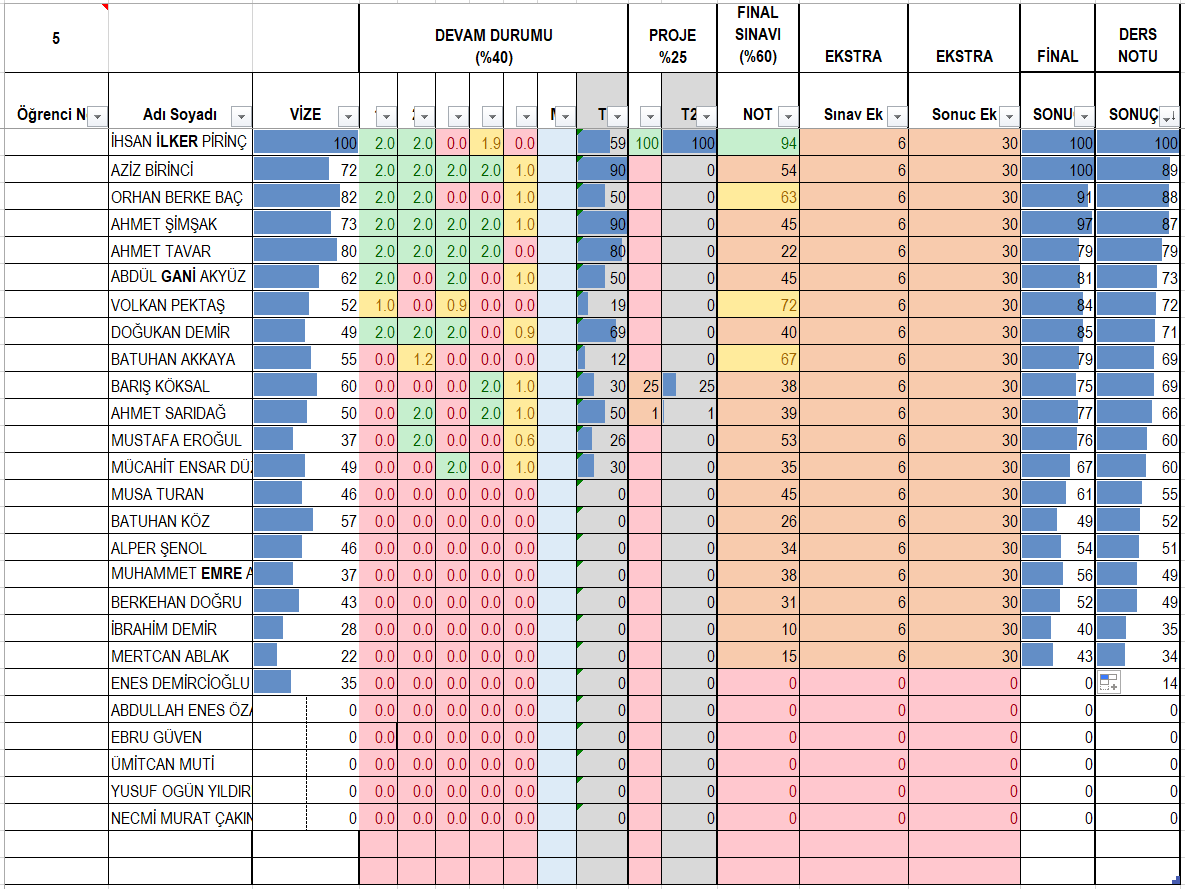 5 DEVAM DURUMU (%40) PROJE %25 FINAL SINAVI (%60) EKSTRA EKSTRA FİNAL DERS NOTU
Öğrenci N Adı Soyadı VİZE T T2 NOT Sınav Ek Sonuc Ek SONU SONUÇ
İHSAN İLKER PİRİNÇ 100 2.0 2.0 0.0 1.9 0.0 59 100 100 94 6 30 100 100
AZİZ BİRİNCİ 72 2.0 2.0 2.0 2.0 1.0 90 0 54 6 30 100 89
ORHAN BERKE BAÇ 82 2.0 2.0 0.0 0.0 1.0 50 0 63 6 30 91 88
AHMET ŞİMŞAK 73 2.0 2.0 2.0 2.0 1.0 90 0 45 6 30 97 87
AHMET TAVAR 80 2.0 2.0 2.0 2.0 0.0 80 0 22 6 30 79 79
ABDÜL GANİ AKYÜZ 62 2.0 0.0 2.0 0.0 1.0 50 0 45 6 30 81 73
VOLKAN PEKTAŞ 52 1.0 0.0 0.9 0.0 0.0 19 0 72 6 30 84 72
DOĞUKAN DEMİR 49 2.0 2.0 2.0 0.0 0.9 69 0 40 6 30 85 71
BATUHAN AKKAYA 55 0.0 1.2 0.0 0.0 0.0 12 0 67 6 30 79 69
BARIŞ KÖKSAL 60 0.0 0.0 0.0 2.0 1.0 30 25 25 38 6 30 75 69
AHMET SARIDAĞ 50 0.0 2.0 0.0 2.0 1.0 50 1 1 39 6 30 77 66
MUSTAFA EROĞUL 37 0.0 2.0 0.0 0.0 0.6 26 0 53 6 30 76 60
MÜCAHİT ENSAR DÜ 49 0.0 0.0 2.0 0.0 1.0 30 0 35 6 30 67 60
MUSA TURAN 46 0.0 0.0 0.0 0.0 0.0 0 0 45 6 30 61 55
BATUHAN KÖZ 57 0.0 0.0 0.0 0.0 0.0 0 0 26 6 30 49 52
ALPER ŞENOL 46 0.0 0.0 0.0 0.0 0.0 0 0 34 6 30 54 51
MUHAMMET EMRE A 37 0.0 0.0 0.0 0.0 0.0 0 0 38 6 30 56 49
BERKEHAN DOĞRU 43 0.0 0.0 0.0 0.0 0.0 0 0 31 6 30 52 49
İBRAHİM DEMİR 28 0.0 0.0 0.0 0.0 0.0 0 0 10 6 30 40 35
MERTCAN ABLAK 22 0.0 0.0 0.0 0.0 0.0 0 0 15 6 30 43 34
ENES DEMİRCİOĞLU 35 0.0 0.0 0.0 0.0 0.0 0 0 0 0 0 0 14
ABDULLAH ENES ÖZA 0 0.0 0.0 0.0 0.0 0.0 0 0 0 0 0 0 0
EBRU GÜVEN 0 0.0 0.0 0.0 0.0 0.0 0 0 0 0 0 0 0
ÜMİTCAN MUTİ 0 0.0 0.0 0.0 0.0 0.0 0 0 0 0 0 0 0
YUSUF OGÜN YILDIR 0 0.0 0.0 0.0 0.0 0.0 0 0 0 0 0 0 0
NECMİ MURAT ÇAKIN 0 0.0 0.0 0.0 0.0 0.0 0 0 0 0 0 0 0